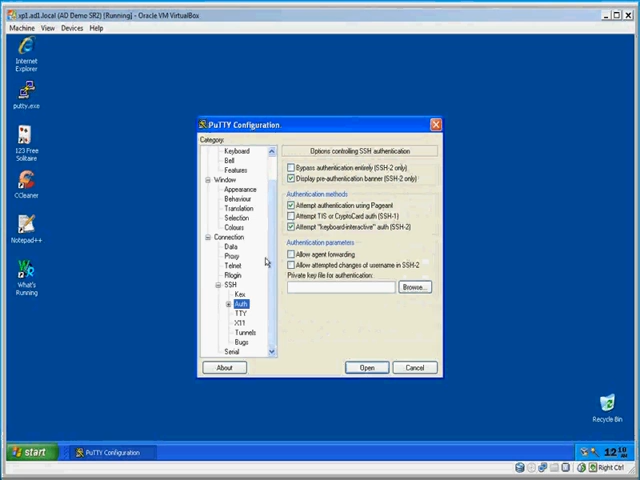 xp1.ad1.local (AD Demo SR2) [Running] - Oracle VM VirtualBox
Machine View Devices Help
Internet Explorer
putty.exe
123 Free Solitaire
CCleaner
Notepad++
What's Running
PuTTY Configuration
Category:
Keyboard
Bell
Features
Window
Appearance
Behaviour
Translation
Selection
Colours
Connection
Data
Proxy
Telnet
Rlogin
SSH
Kex
Auth
TTY
X11
Tunnels
Bugs
Serial
Options controlling SSH authentication
Bypass authentication entirely (SSH-2 only)
Display pre-authentication banner (SSH-2 only)
Authentication methods
Attempt authentication using Pageant
Attempt TIS or CryptoCard auth (SSH-1)
Attempt "keyboard-interactive" auth (SSH-2)
Authentication parameters
Allow agent forwarding
Allow attempted changes of username in SSH-2
Private key file for authentication:
Browse...
About
Open
Cancel
Recycle Bin
start
PuTTY Configuration
Right Ctrl